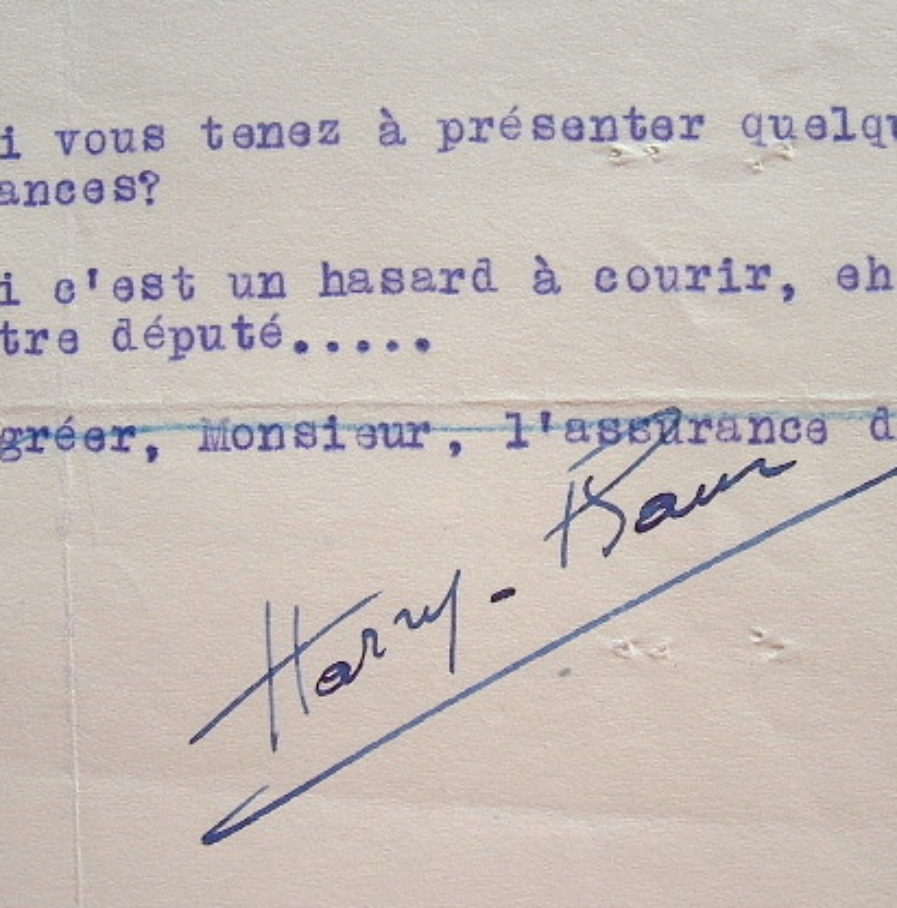 i vous tenez à présenter quelqu
ances?
i c'est un hasard à courir, eh
tre député.....
gréer, Monsieur, l'assurance d
Harry-Baur